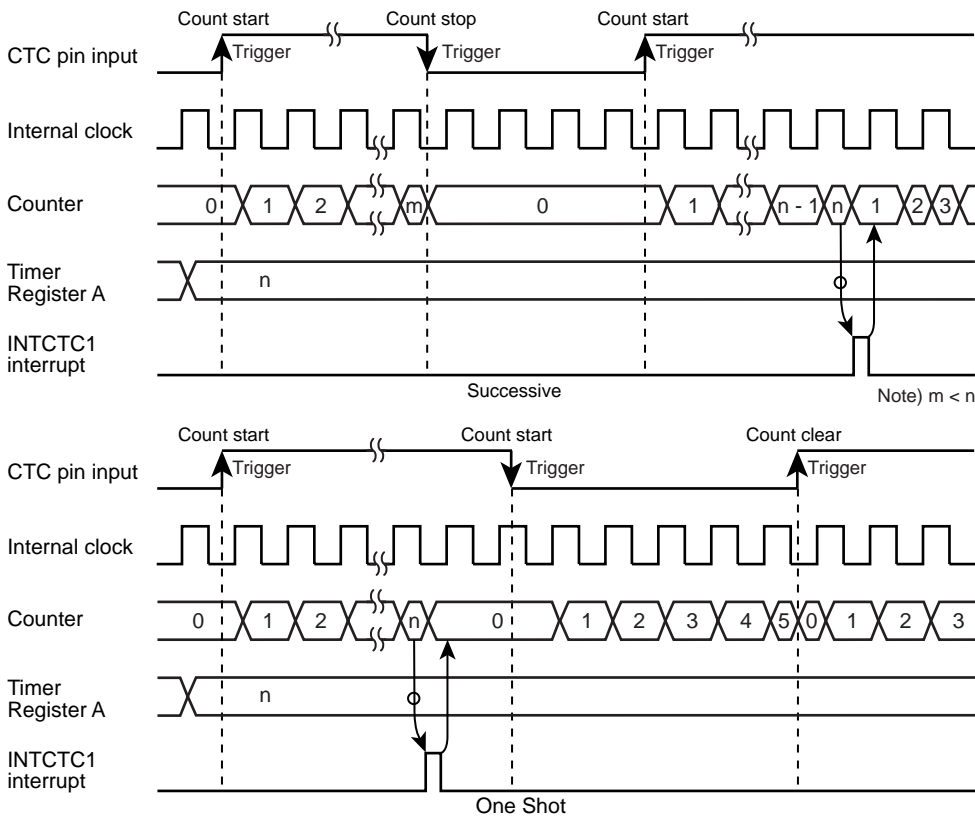 Count start Count stop Count start
CTC pin input Trigger Trigger Trigger
Internal clock
Counter 0 1 2 m 0 1 n - 1 n 1 2 3
Timer
Register A n
INTCTC1
interrupt
Successive
Note) m < n
Count start Count start Count clear
CTC pin input Trigger Trigger Trigger
Internal clock
Counter 0 1 2 n 0 1 2 3 4 5 0 1 2 3
Timer
Register A n
INTCTC1
interrupt
One Shot